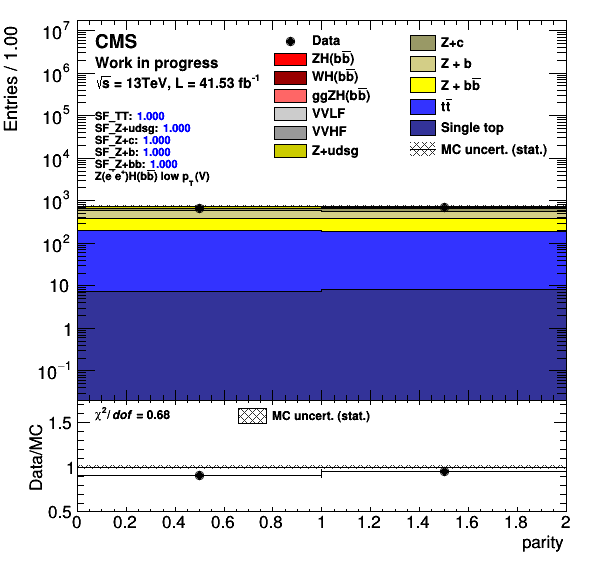 CMS
Work in progress
√s = 13TeV, L = 41.53 fb⁻¹
SF_TT: 1.000
SF_Z+udsg: 1.000
SF_Z+c: 1.000
SF_Z+b: 1.000
SF_Z+bb: 1.000
Z(e⁻e⁺)H(bb̅) low p_T(V)
Data
ZH(bb̅)
WH(bb̅)
ggZH(bb̅)
VVLF
VVHF
Z+udsg
Z+c
Z + b
Z + bb̅
tt̅
Single top
MC uncert. (stat.)
Entries / 1.00
10⁷
10⁶
10⁵
10⁴
10³
10²
10
1
10⁻¹
χ²/dof = 0.68
MC uncert. (stat.)
Data/MC
1.5
1
0.5
0 0.2 0.4 0.6 0.8 1 1.2 1.4 1.6 1.8 2
parity